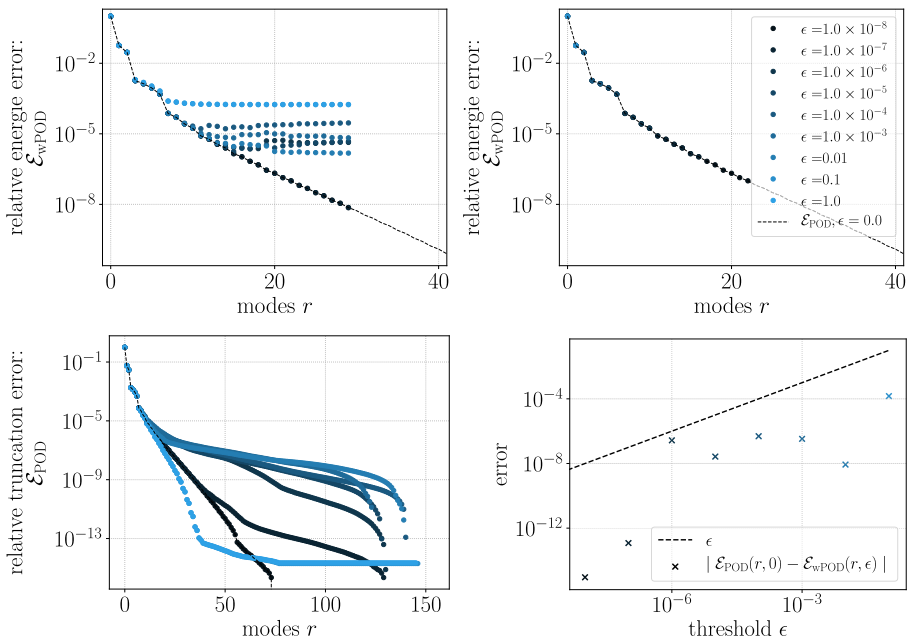 relative energie error:
ℰwPOD
10⁻²
10⁻⁵
10⁻⁸
0
20
40
modes r
relative energie error:
ℰwPOD
10⁻²
10⁻⁵
10⁻⁸
0
20
40
modes r
ϵ =1.0 × 10⁻⁸
ϵ =1.0 × 10⁻⁷
ϵ =1.0 × 10⁻⁶
ϵ =1.0 × 10⁻⁵
ϵ =1.0 × 10⁻⁴
ϵ =1.0 × 10⁻³
ϵ =0.01
ϵ =0.1
ϵ =1.0
ℰPOD, ϵ = 0.0
relative truncation error:
ℰPOD
10⁻¹
10⁻⁵
10⁻⁹
10⁻¹³
0
50
100
150
modes r
error
10⁻⁴
10⁻⁸
10⁻¹²
10⁻⁶
10⁻³
threshold ϵ
ϵ
| ℰPOD(r, 0) − ℰwPOD(r, ϵ) |